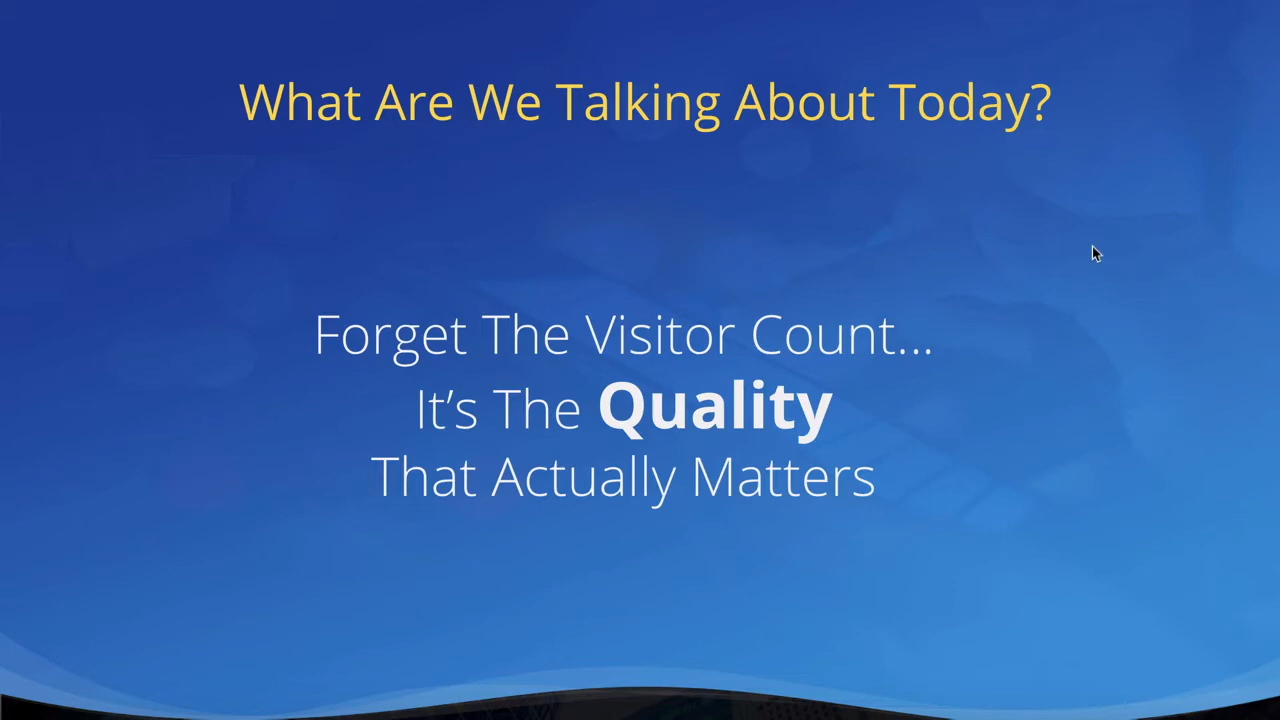 What Are We Talking About Today?
Forget The Visitor Count...
It’s The Quality
That Actually Matters